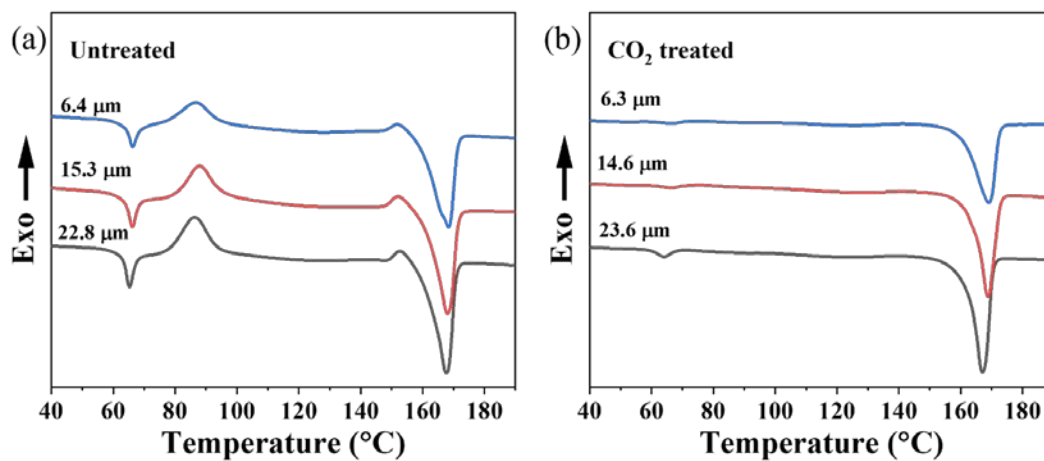 (a)
Untreated
6.4 μm
15.3 μm
22.8 μm
Exo
40 60 80 100 120 140 160 180
Temperature (°C)
(b)
CO₂ treated
6.3 μm
14.6 μm
23.6 μm
Exo
40 60 80 100 120 140 160 180
Temperature (°C)